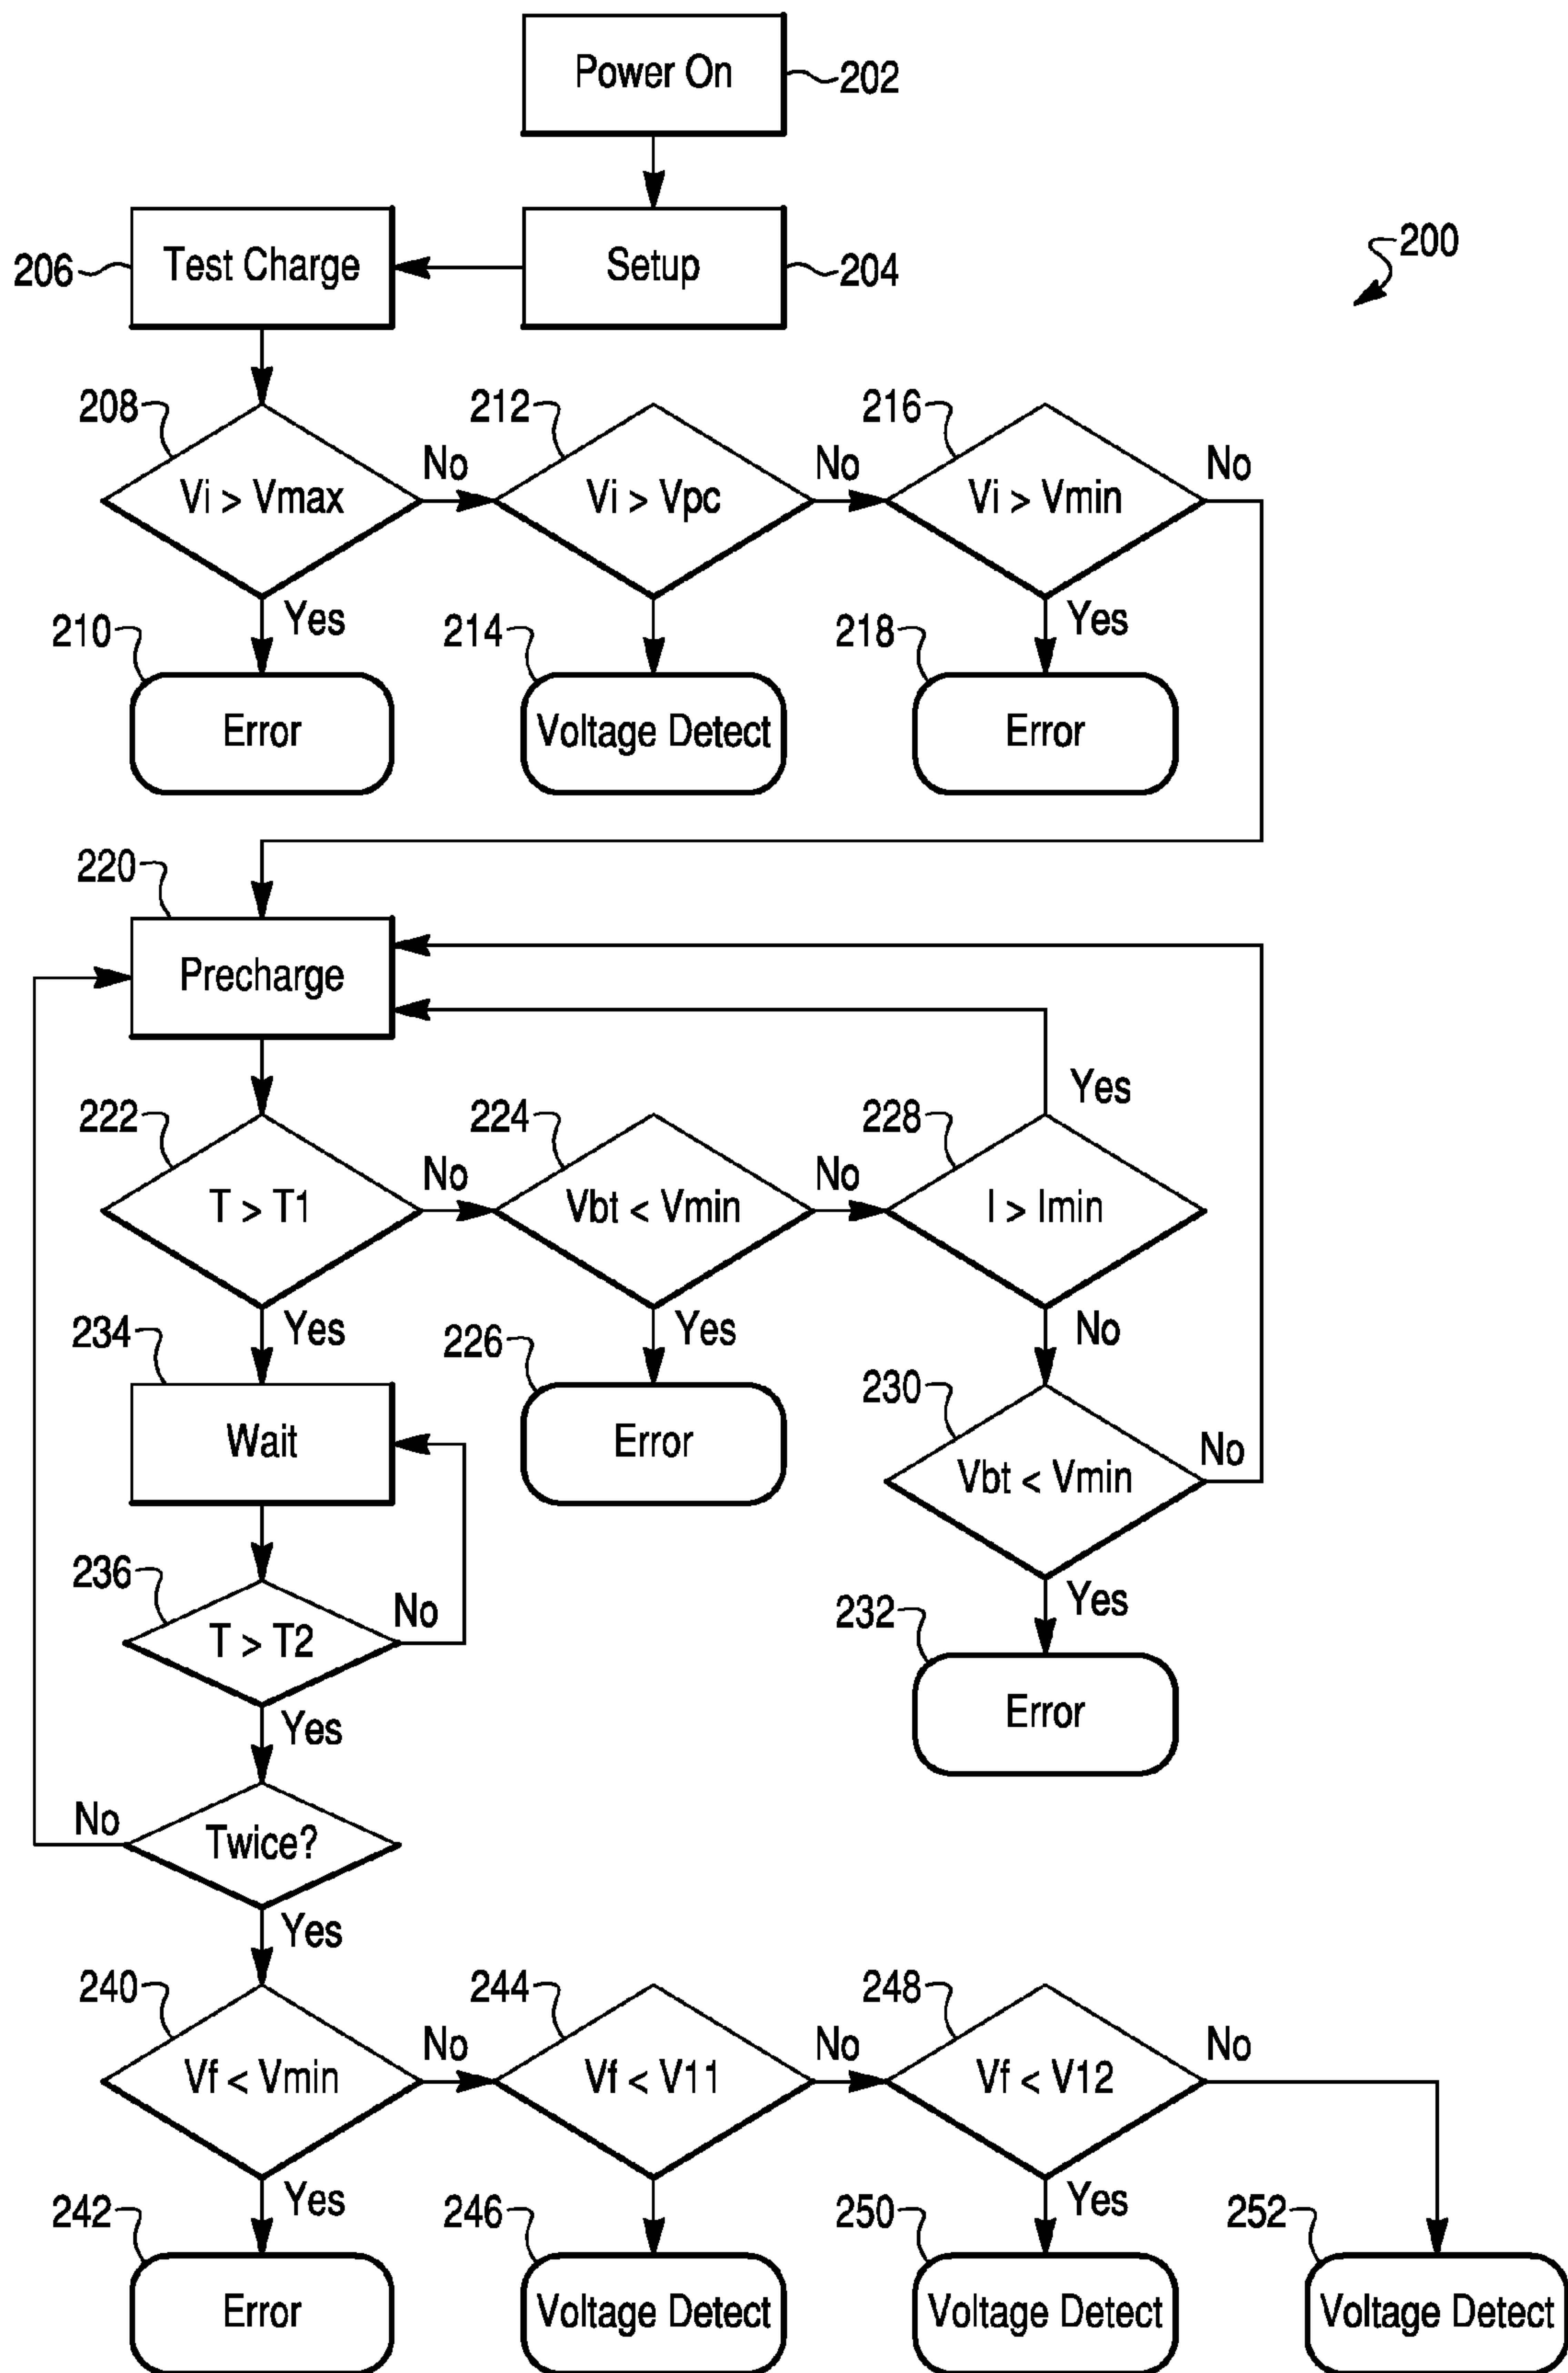 Power On
202
200
206
Test Charge
Setup
204
208
212
216
Vi > Vmax
No
Vi > Vpc
No
Vi > Vmin
No
210
Yes
214
218
Yes
Error
Voltage Detect
Error
220
Precharge
Yes
222
224
228
T > T1
No
Vbt < Vmin
No
I > Imin
234
Yes
226
Yes
No
230
Wait
Error
Vbt < Vmin
No
236
T > T2
No
232
Yes
Error
Yes
No
Twice?
Yes
240
244
248
Vf < Vmin
No
Vf < V11
No
Vf < V12
No
242
Yes
246
250
Yes
252
Error
Voltage Detect
Voltage Detect
Voltage Detect